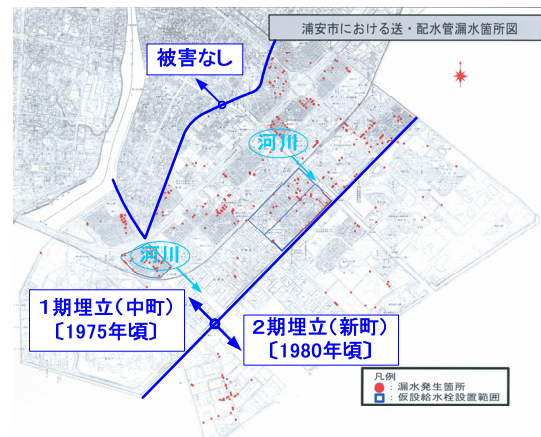 浦安市における送・配水管漏水箇所図
被害なし
河川
河川
1期埋立(中町)
〔1975年頃〕
2期埋立(新町)
〔1980年頃〕
凡例
:漏水発生箇所
:仮設給水栓設置範囲